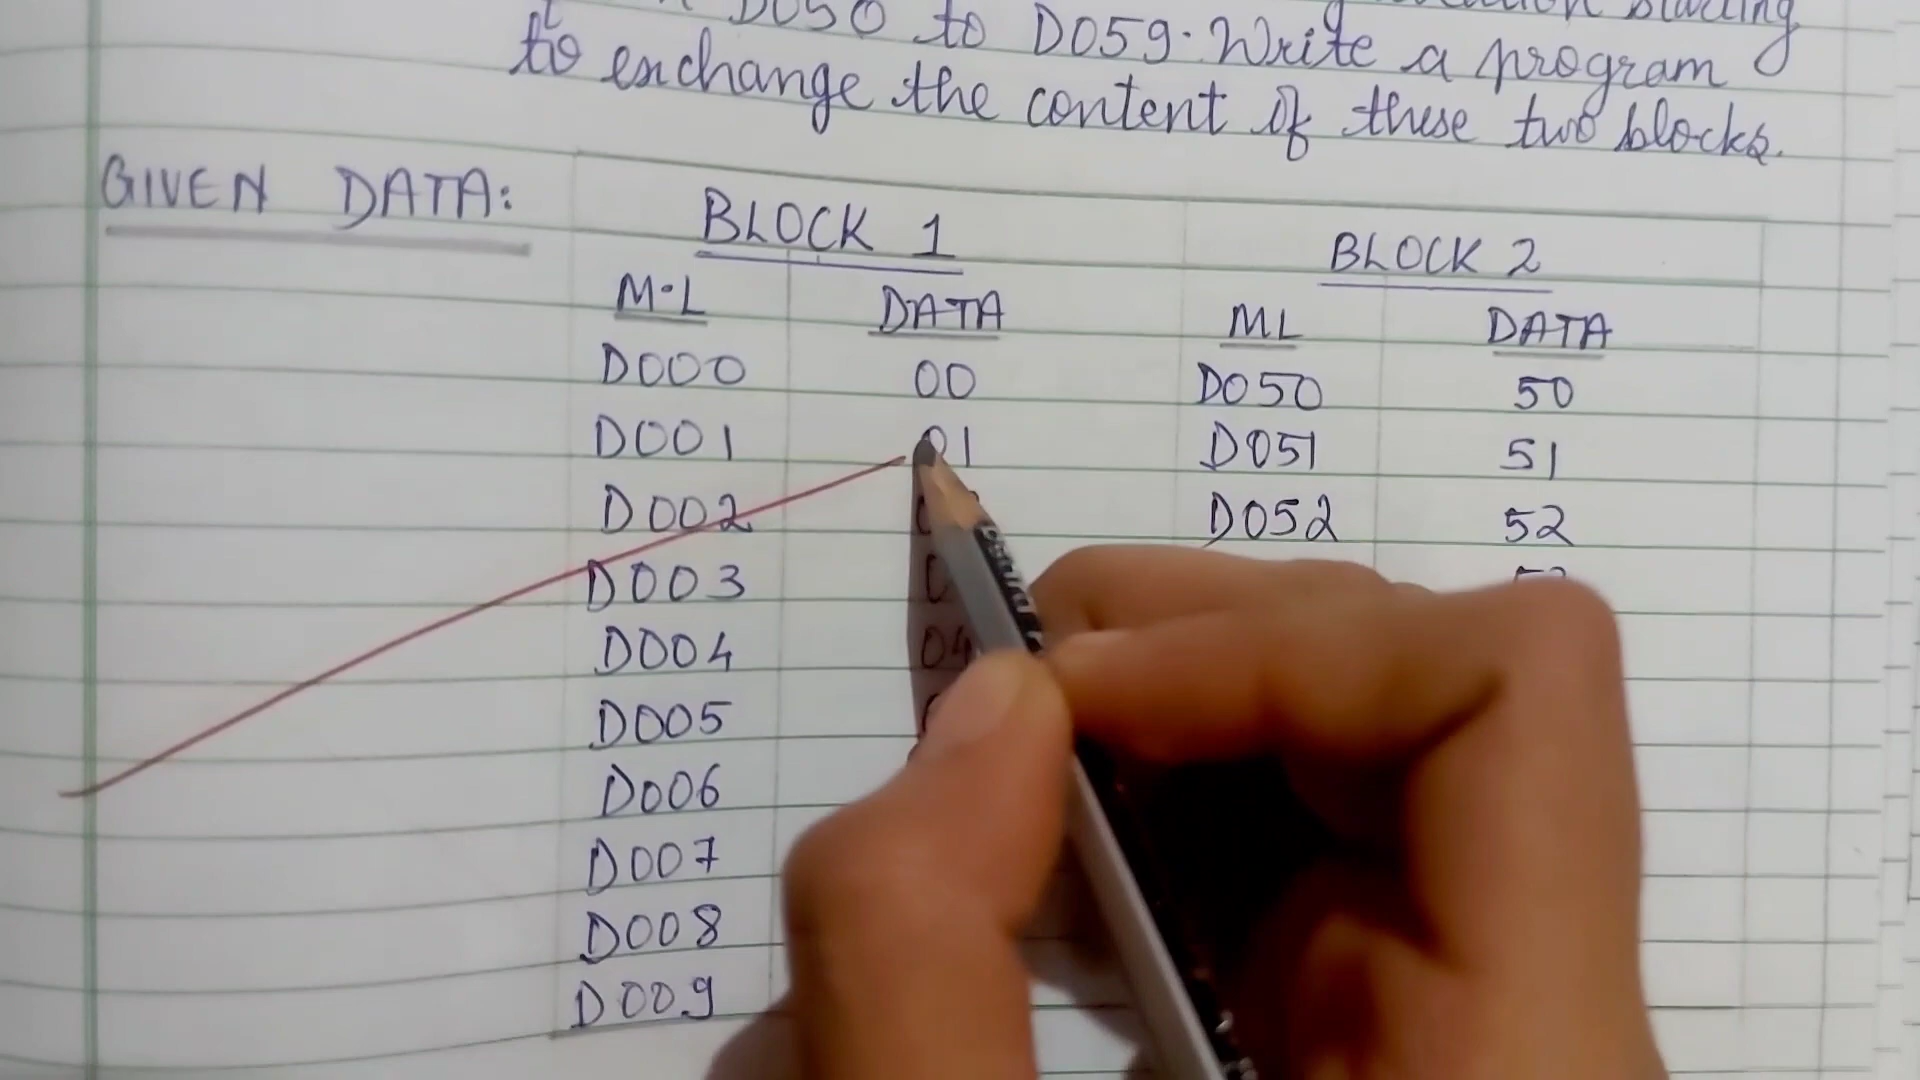 D050 to D059. Write a program
to exchange the content of these two blocks.
GIVEN DATA:
BLOCK 1 BLOCK 2
M.L DATA ML DATA
D000 00 D050 50
D001 01 D051 51
D002 D052 52
D003
D004 04
D005
D006
D007
D008
D009